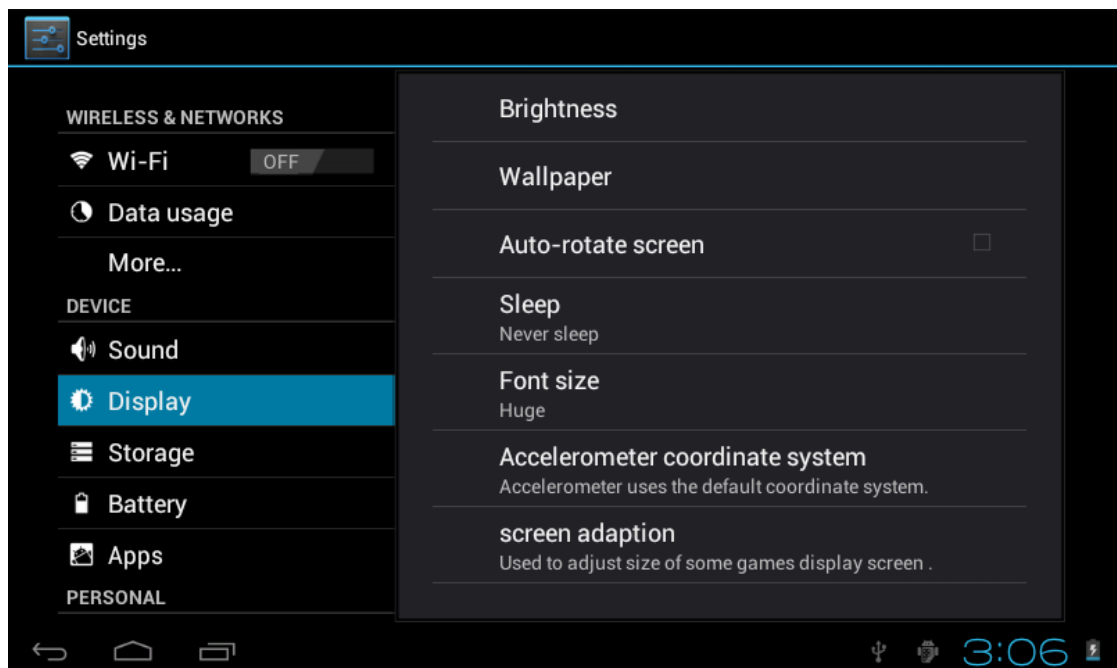 Settings
WIRELESS & NETWORKS
Wi-Fi OFF
Data usage
More...
DEVICE
Sound
Display
Storage
Battery
Apps
PERSONAL
Brightness
Wallpaper
Auto-rotate screen
Sleep
Never sleep
Font size
Huge
Accelerometer coordinate system
Accelerometer uses the default coordinate system.
screen adaption
Used to adjust size of some games display screen .
3:06